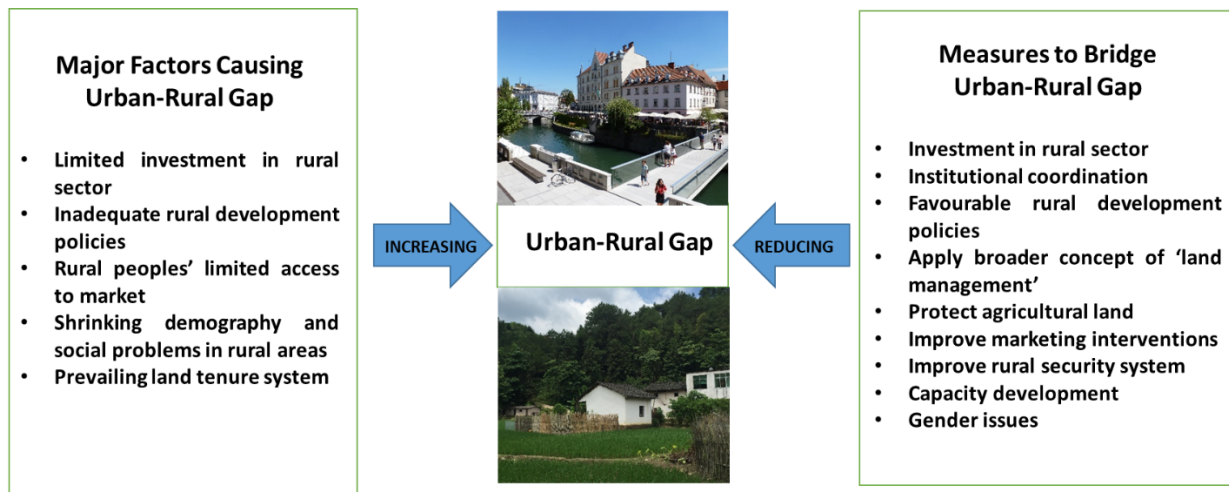 Major Factors Causing
Urban-Rural Gap
• Limited investment in rural
sector
• Inadequate rural development
policies
• Rural peoples' limited access
to market
• Shrinking demography and
social problems in rural areas
• Prevailing land tenure system
INCREASING
Urban-Rural Gap
REDUCING
Measures to Bridge
Urban-Rural Gap
• Investment in rural sector
• Institutional coordination
• Favourable rural development
policies
• Apply broader concept of 'land
management'
• Protect agricultural land
• Improve marketing interventions
• Improve rural security system
• Capacity development
• Gender issues